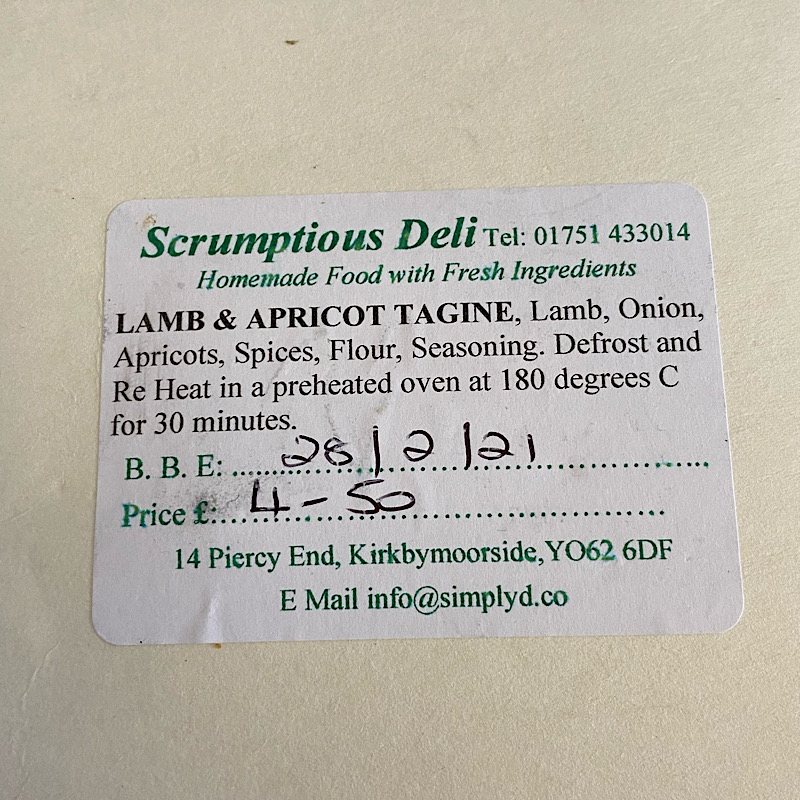 Scrumptious Deli Tel: 01751 433014
Homemade Food with Fresh Ingredients
LAMB & APRICOT TAGINE, Lamb, Onion,
Apricots, Spices, Flour, Seasoning. Defrost and
Re Heat in a preheated oven at 180 degrees C
for 30 minutes.
B. B. E: ..... 28/2/21 .....
Price £:..... 4-50 .....
14 Piercy End, Kirkbymoorside,YO62 6DF
E Mail info@simplyd.co